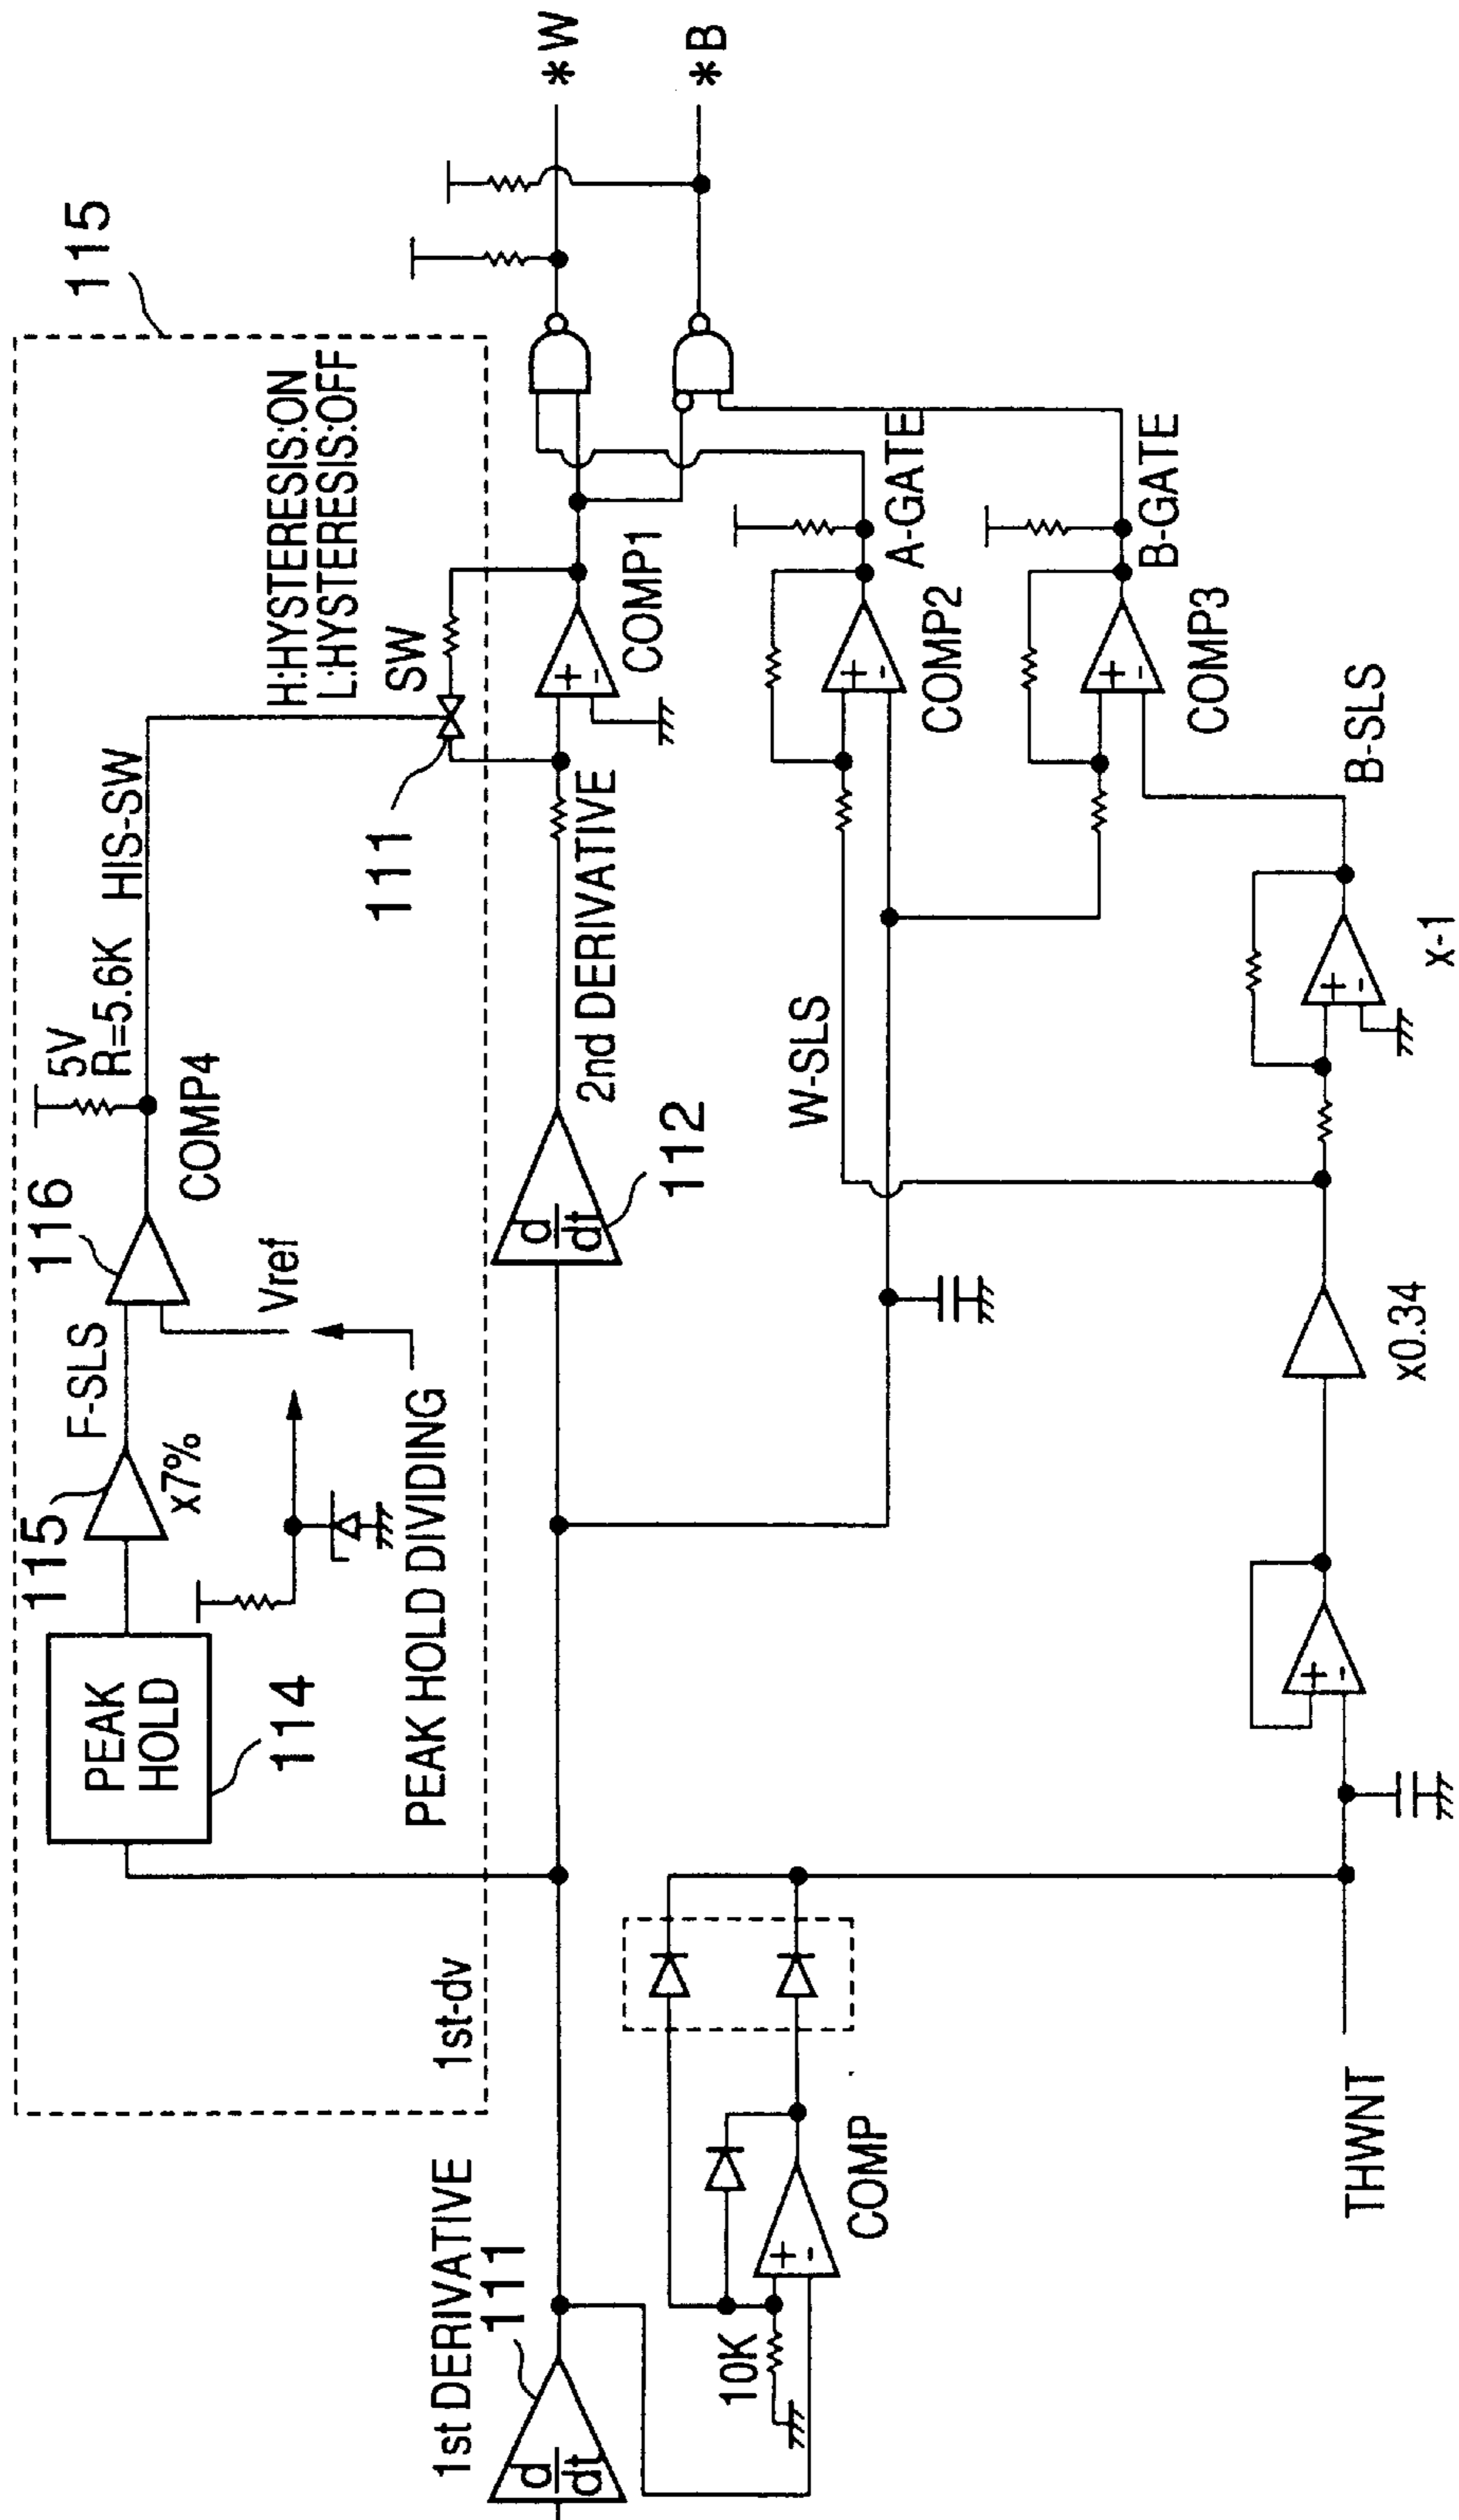 115
PEAK
HOLD
114
115
x7%
F-SLS
116
COMP4
Vref
PEAK HOLD DIVIDING
5V
R=5.6K
HIS-SW
H:HYSTERESIS:ON
L:HYSTERESIS:OFF
SW
111
1st-dv
1st DERIVATIVE
111
d
dt
d
dt
112
2nd DERIVATIVE
+
-
COMP1
*W
*B
10K
+
-
COMP
W-SLS
+
-
COMP2
A-GATE
+
-
COMP3
B-GATE
THWNT
+
-
x0.34
+
-
x-1
B-SLS